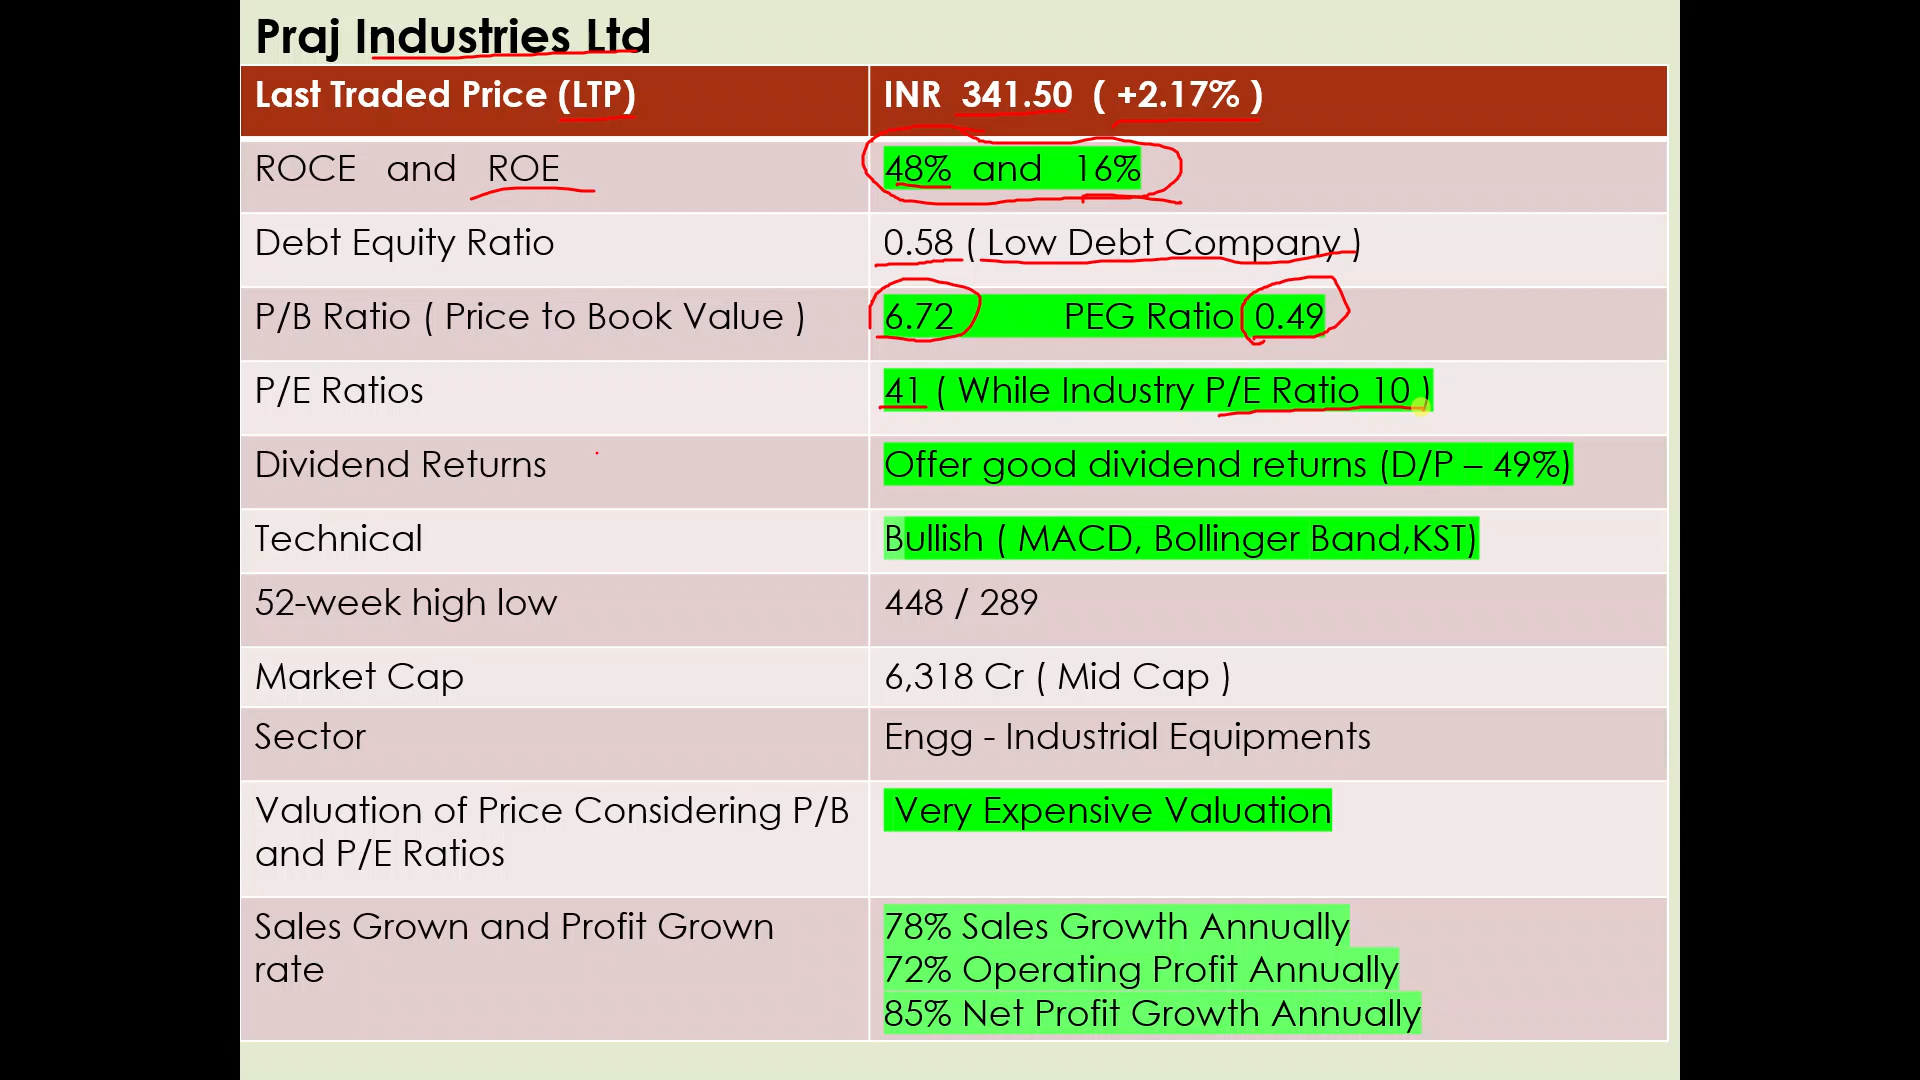 Praj Industries Ltd
Last Traded Price (LTP) INR 341.50 ( +2.17% )
ROCE and ROE 48% and 16%
Debt Equity Ratio 0.58 ( Low Debt Company )
P/B Ratio ( Price to Book Value ) 6.72 PEG Ratio 0.49
P/E Ratios 41 ( While Industry P/E Ratio 10 )
Dividend Returns Offer good dividend returns (D/P – 49%)
Technical Bullish ( MACD, Bollinger Band,KST)
52-week high low 448 / 289
Market Cap 6,318 Cr ( Mid Cap )
Sector Engg - Industrial Equipments
Valuation of Price Considering P/B Very Expensive Valuation
and P/E Ratios
Sales Grown and Profit Grown 78% Sales Growth Annually
rate 72% Operating Profit Annually
85% Net Profit Growth Annually